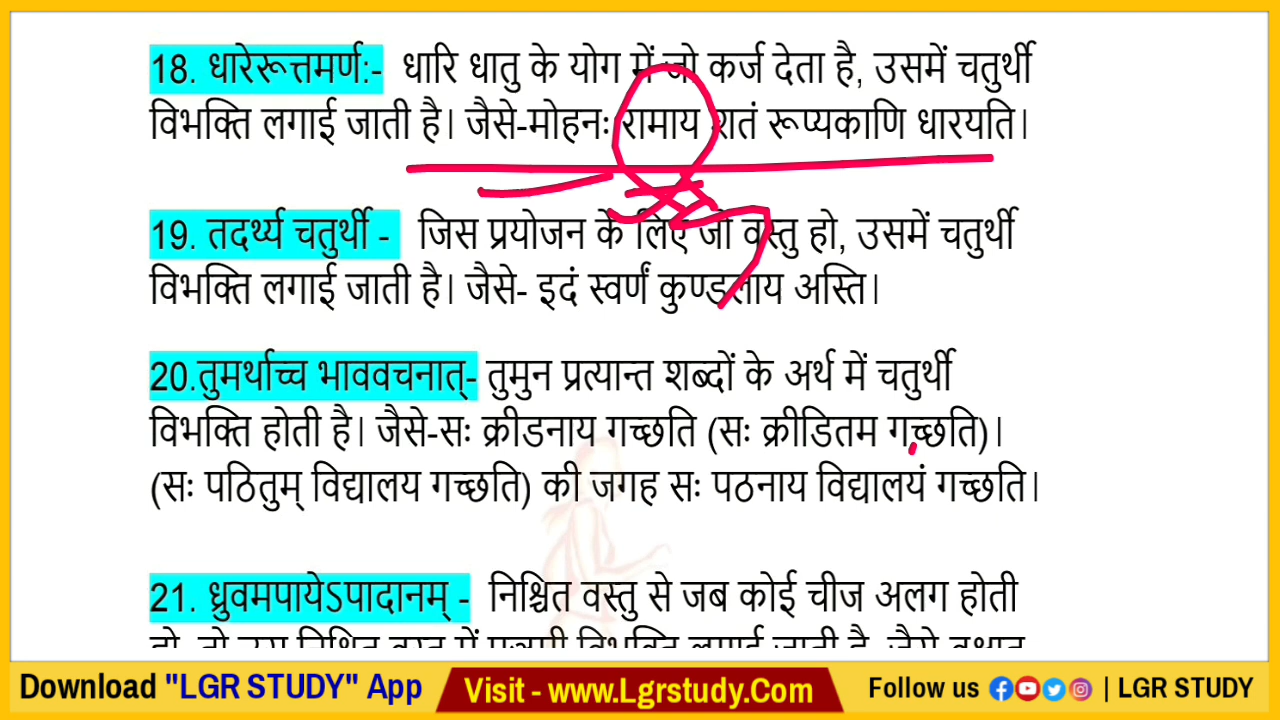 18. धारेरूत्तमर्ण:- धारि धातु के योग में जो कर्ज देता है, उसमें चतुर्थी
विभक्ति लगाई जाती है। जैसे-मोहनः रामाय शतं रूप्यकाणि धारयति।
19. तदर्थ्य चतुर्थी - जिस प्रयोजन के लिए जो वस्तु हो, उसमें चतुर्थी
विभक्ति लगाई जाती है। जैसे- इदं स्वर्णं कुण्डलाय अस्ति।
20.तुमर्थाच्च भाववचनात्- तुमुन प्रत्यान्त शब्दों के अर्थ में चतुर्थी
विभक्ति होती है। जैसे-सः क्रीडनाय गच्छति (सः क्रीडितम गच्छति)।
(सः पठितुम् विद्यालय गच्छति) की जगह सः पठनाय विद्यालयं गच्छति।
21. ध्रुवमपायेऽपादानम् - निश्चित वस्तु से जब कोई चीज अलग होती
Download "LGR STUDY" App
Visit - www.Lgrstudy.Com
Follow us | LGR STUDY